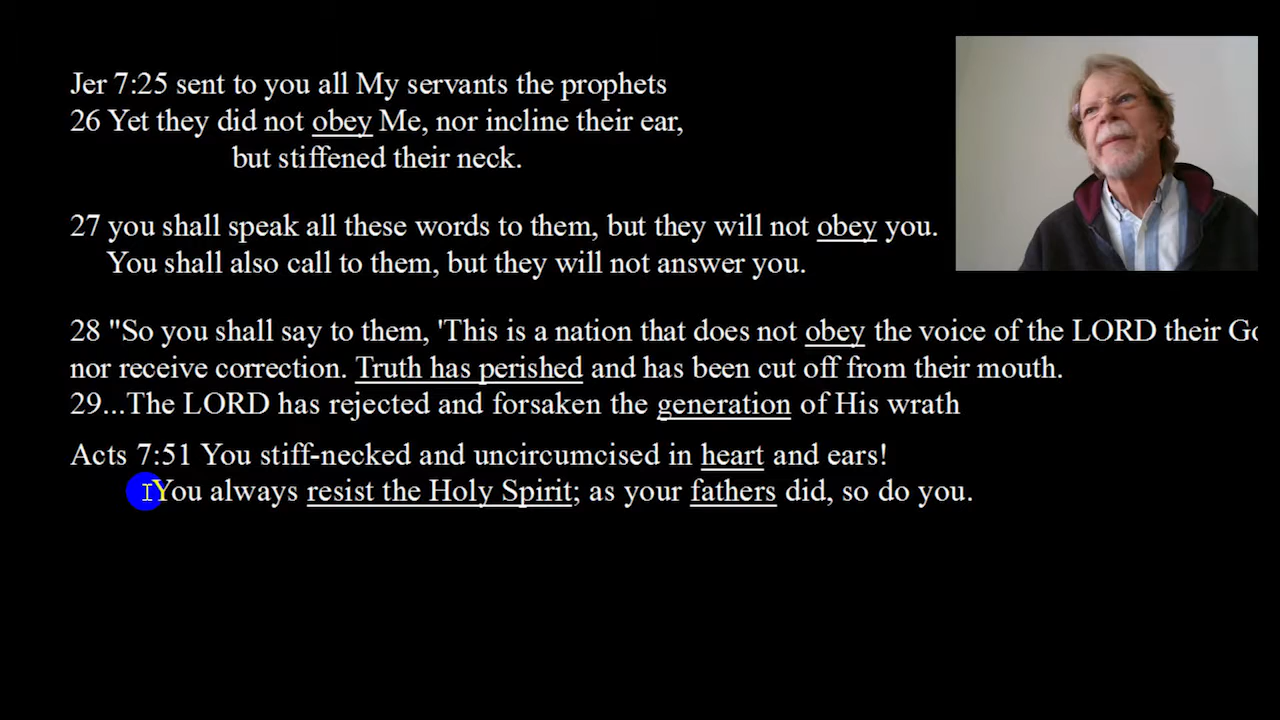 Jer 7:25 sent to you all My servants the prophets
26 Yet they did not obey Me, nor incline their ear,
but stiffened their neck.
27 you shall speak all these words to them, but they will not obey you.
You shall also call to them, but they will not answer you.
28 "So you shall say to them, 'This is a nation that does not obey the voice of the LORD their
nor receive correction. Truth has perished and has been cut off from their mouth.
29...The LORD has rejected and forsaken the generation of His wrath
Acts 7:51 You stiff-necked and uncircumcised in heart and ears!
You always resist the Holy Spirit; as your fathers did, so do you.